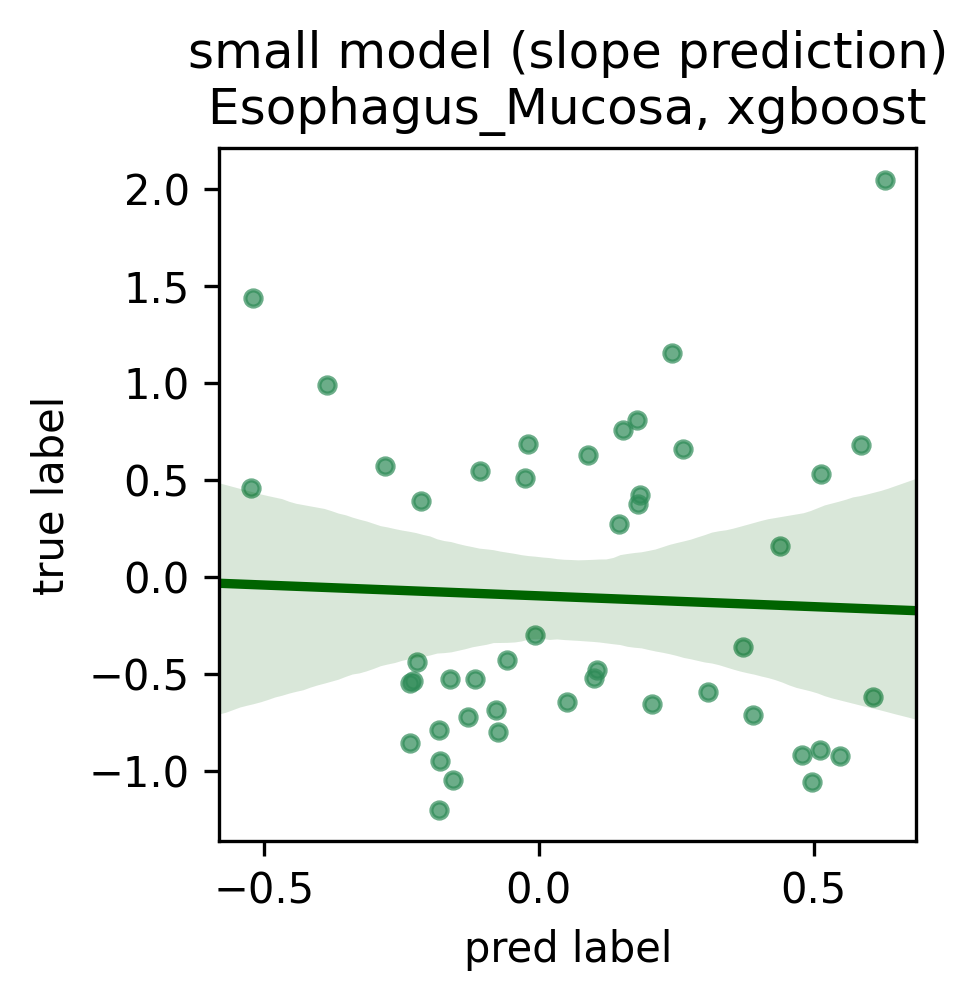 small model (slope prediction)
Esophagus_Mucosa, xgboost
2.0
1.5
1.0
0.5
0.0
−0.5
−1.0
true label
−0.5
0.0
0.5
pred label